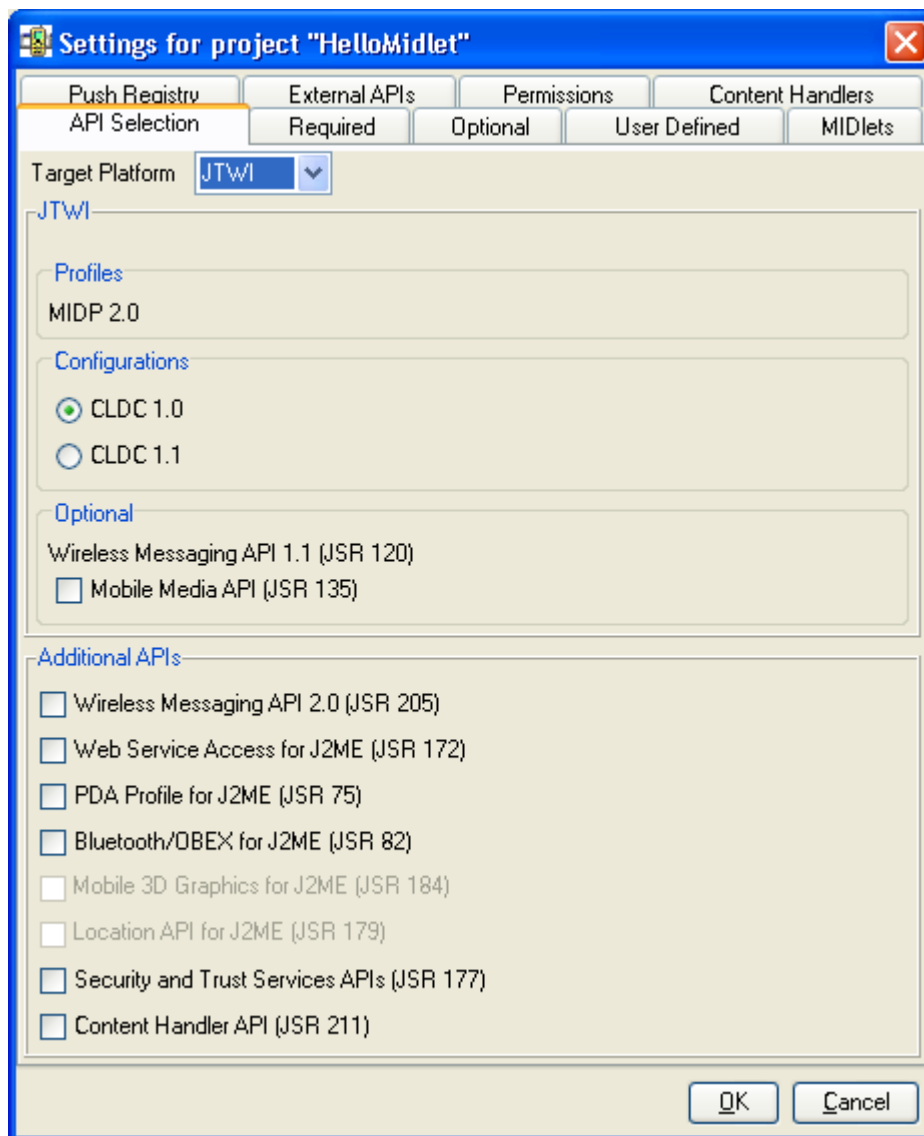 Settings for project "HelloMidlet"
Push Registry External APIs Permissions Content Handlers
API Selection Required Optional User Defined MIDlets
Target Platform JTWI
JTWI
Profiles
MIDP 2.0
Configurations
CLDC 1.0
CLDC 1.1
Optional
Wireless Messaging API 1.1 (JSR 120)
Mobile Media API (JSR 135)
Additional APIs
Wireless Messaging API 2.0 (JSR 205)
Web Service Access for J2ME (JSR 172)
PDA Profile for J2ME (JSR 75)
Bluetooth/OBEX for J2ME (JSR 82)
Mobile 3D Graphics for J2ME (JSR 184)
Location API for J2ME (JSR 179)
Security and Trust Services APIs (JSR 177)
Content Handler API (JSR 211)
OK Cancel